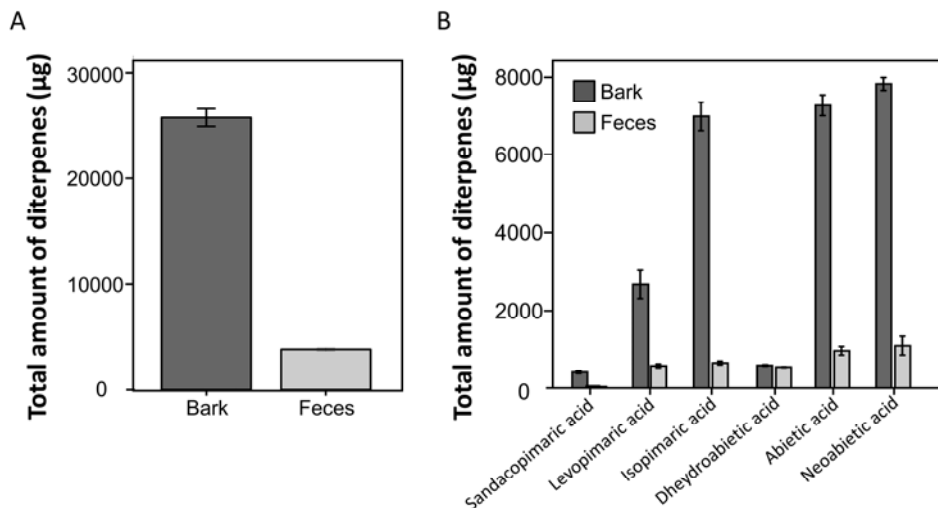 A
Total amount of diterpenes (µg)
30000
20000
10000
0
Bark
Feces
B
Total amount of diterpenes (µg)
8000
6000
4000
2000
0
Bark
Feces
Sandacopimaric acid
Levopimaric acid
Isopimaric acid
Dheydroabietic acid
Abietic acid
Neoabietic acid